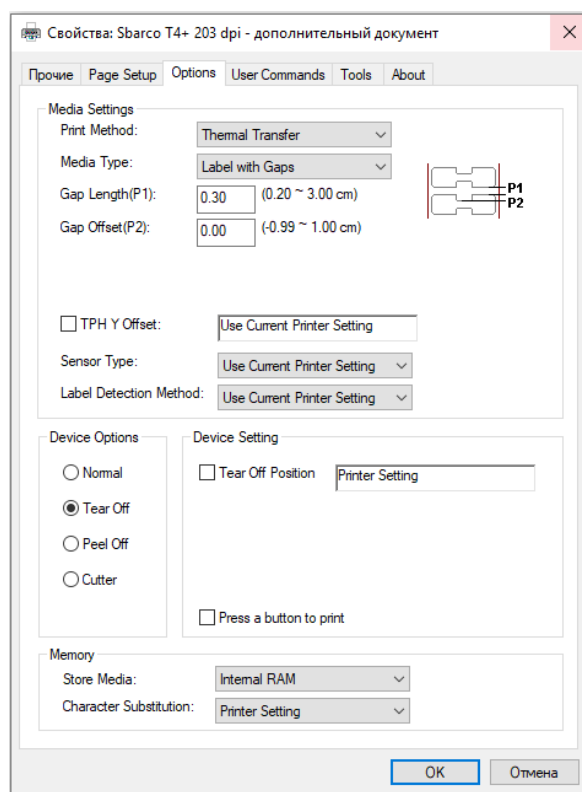 Свойства: Sbarco T4+ 203 dpi - дополнительный документ
Прочие Page Setup Options User Commands Tools About
Media Settings
Print Method: Thermal Transfer
Media Type: Label with Gaps
Gap Length(P1): 0.30 (0.20 ~ 3.00 cm)
P1
P2
Gap Offset(P2): 0.00 (-0.99 ~ 1.00 cm)
TPH Y Offset: Use Current Printer Setting
Sensor Type: Use Current Printer Setting
Label Detection Method: Use Current Printer Setting
Device Options Device Setting
Normal Tear Off Position Printer Setting
Tear Off
Peel Off
Cutter
Press a button to print
Memory
Store Media: Internal RAM
Character Substitution: Printer Setting
OK Отмена